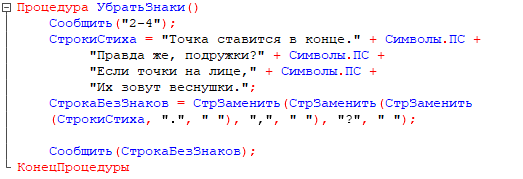 Процедура УбратьЗнаки()
Сообщить("2-4");
СтрокиСтиха = "Точка ставится в конце." + Символы.ПС +
"Правда же, подружки?" + Символы.ПС +
"Если точки на лице," + Символы.ПС +
"Их зовут веснушки.";
СтрокаБезЗнаков = СтрЗаменить(СтрЗаменить(СтрЗаменить
(СтрокиСтиха, ".", " "), ",", " "), "?", " ");
Сообщить(СтрокаБезЗнаков);
КонецПроцедуры